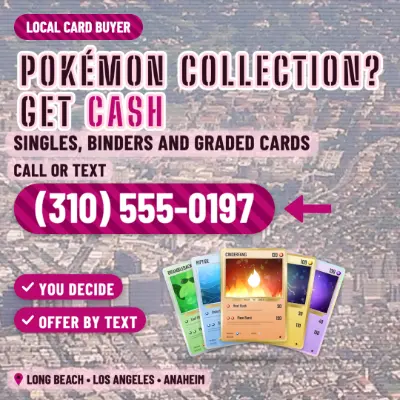 LOCAL CARD BUYER
POKÉMON COLLECTION?
GET CASH
SINGLES, BINDERS AND GRADED CARDS
CALL OR TEXT
(310) 555-0197
YOU DECIDE
OFFER BY TEXT
LONG BEACH • LOS ANGELES • ANAHEIM